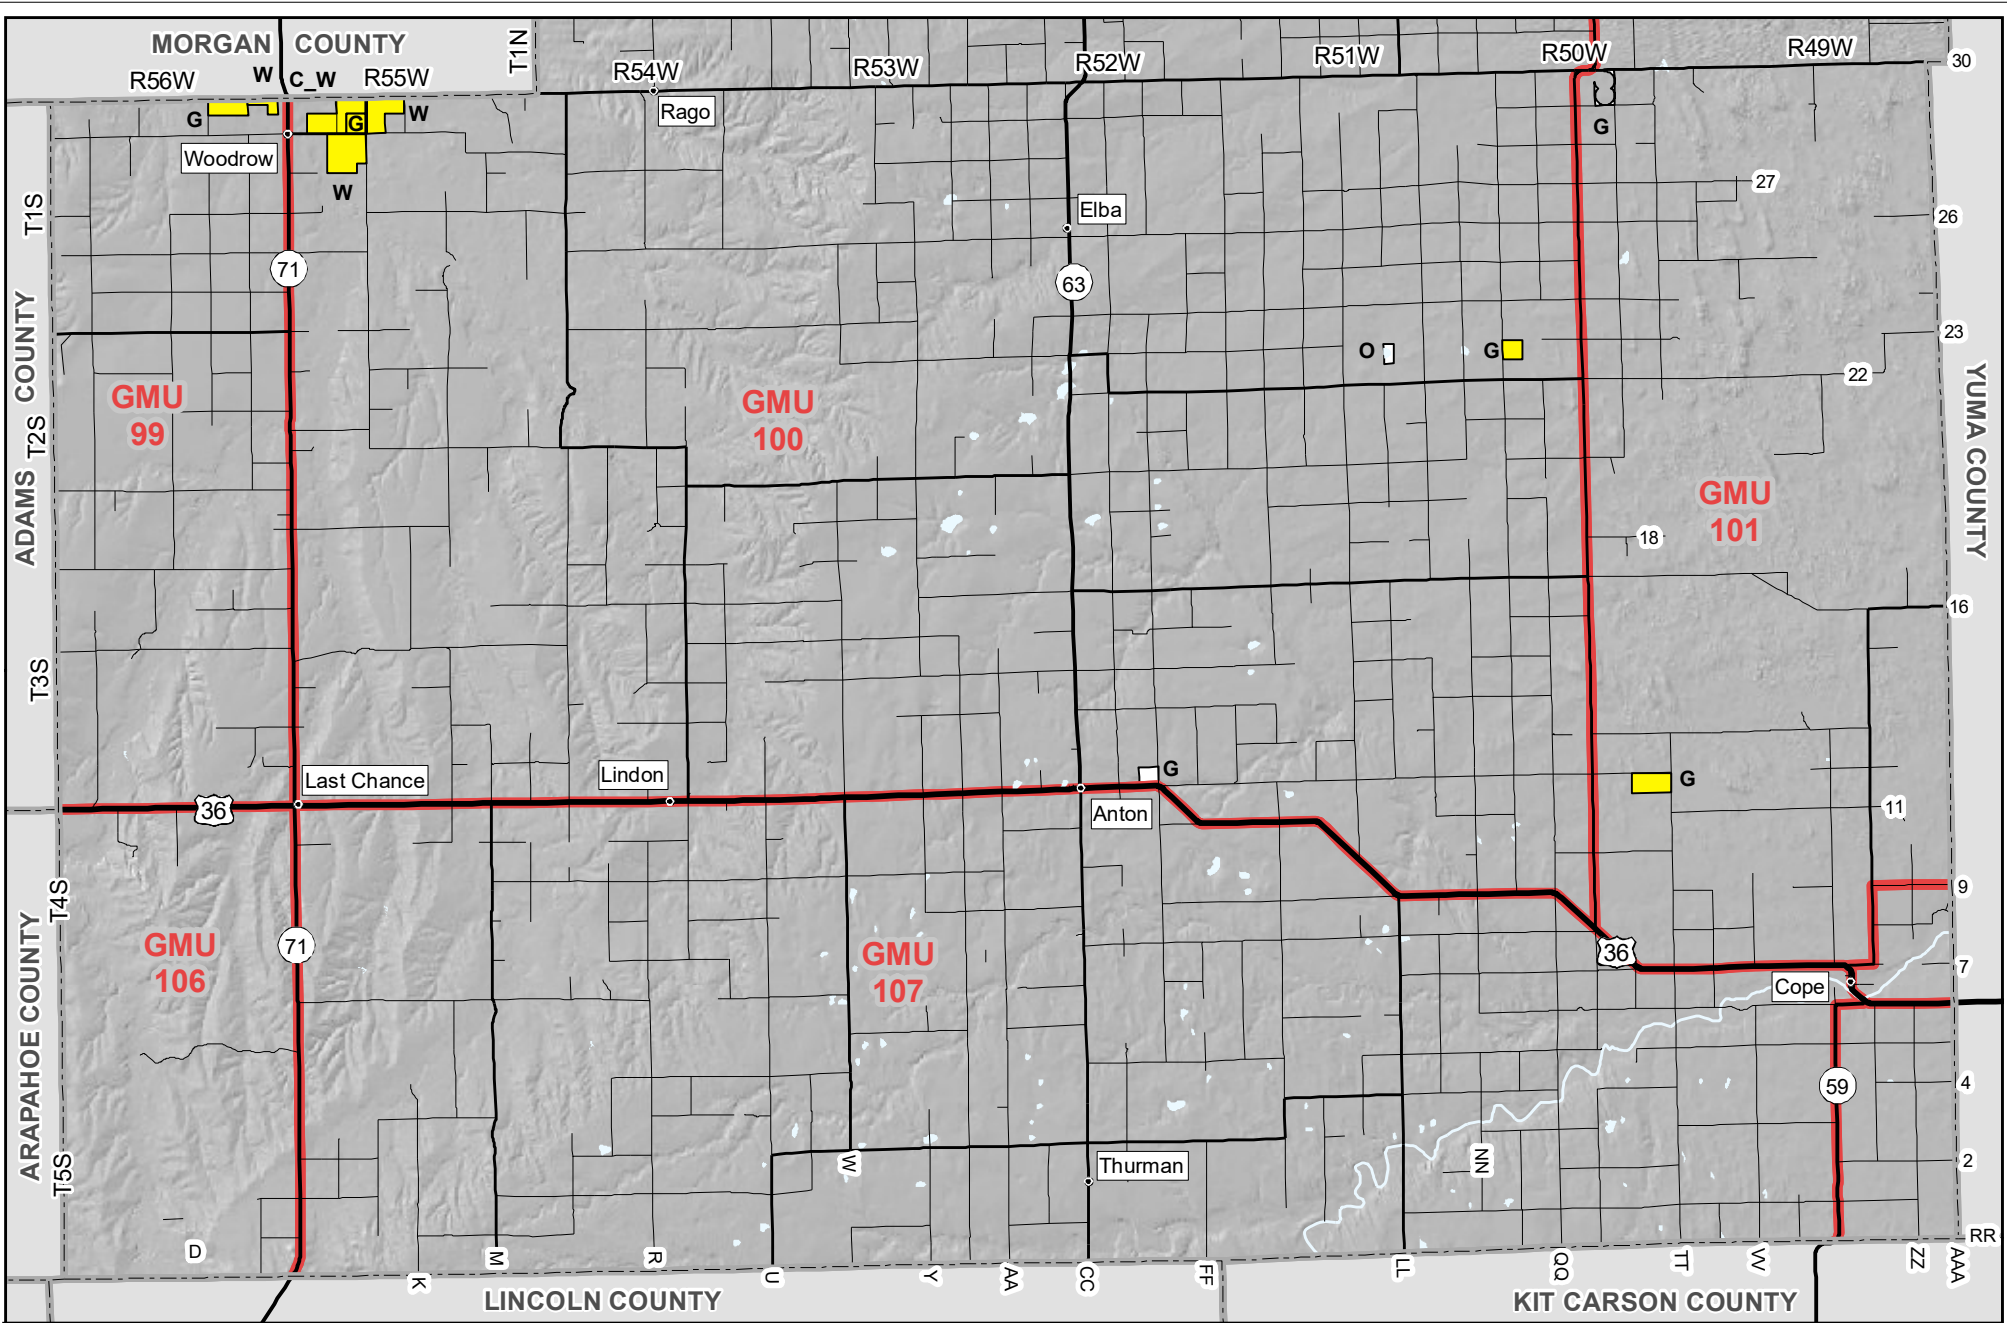 MORGAN COUNTY
T1N
R56W
W
C_W
R55W
R54W
R53W
R52W
R51W
R50W
R49W
30
G
G
W
Rago
Woodrow
W
G
27
T1S
Elba
26
71
63
ADAMS COUNTY
23
O
G
22
YUMA COUNTY
GMU
99
GMU
100
T2S
GMU
101
18
16
T3S
Last Chance
Lindon
G
G
36
Anton
11
T4S
9
GMU
106
71
GMU
107
36
7
Cope
ARAPAHOE COUNTY
59
4
T5S
W
Thurman
NN
2
D
K
M
R
U
Y
AA
CC
FF
LL
QQ
TT
VV
ZZ
AAA
RR
LINCOLN COUNTY
KIT CARSON COUNTY